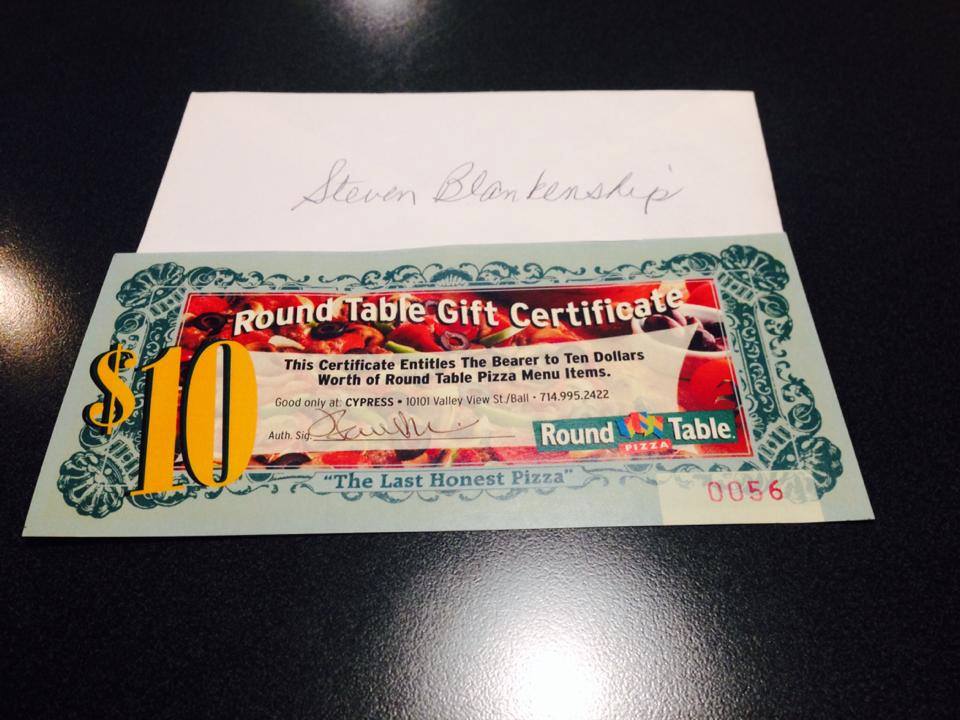 Steven Blankenship
Round Table Gift Certificate
$10
This Certificate Entitles The Bearer to Ten Dollars
Worth of Round Table Pizza Menu Items.
Good only at: CYPRESS • 10101 Valley View St./Ball • 714.995.2422
Auth. Sig.
Round Table
PIZZA
"The Last Honest Pizza"
0056